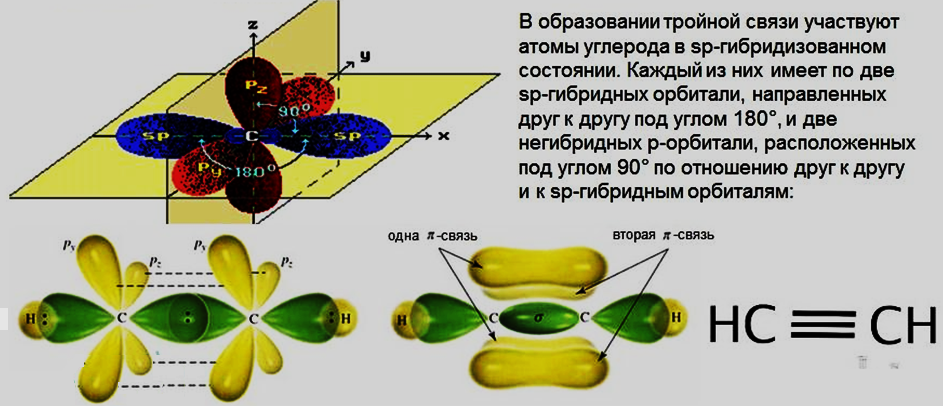 z
y
Pz
90°
sp
C
sp
x
Py
180°
В образовании тройной связи участвуют
атомы углерода в sp-гибридизованном
состоянии. Каждый из них имеет по две
sp-гибридных орбитали, направленных
друг к другу под углом 180°, и две
негибридных p-орбитали, расположенных
под углом 90° по отношению друг к другу
и к sp-гибридным орбиталям:
py py
pz pz
H : C : C : H
одна π-связь вторая π-связь
H C σ C H
HC≡CH